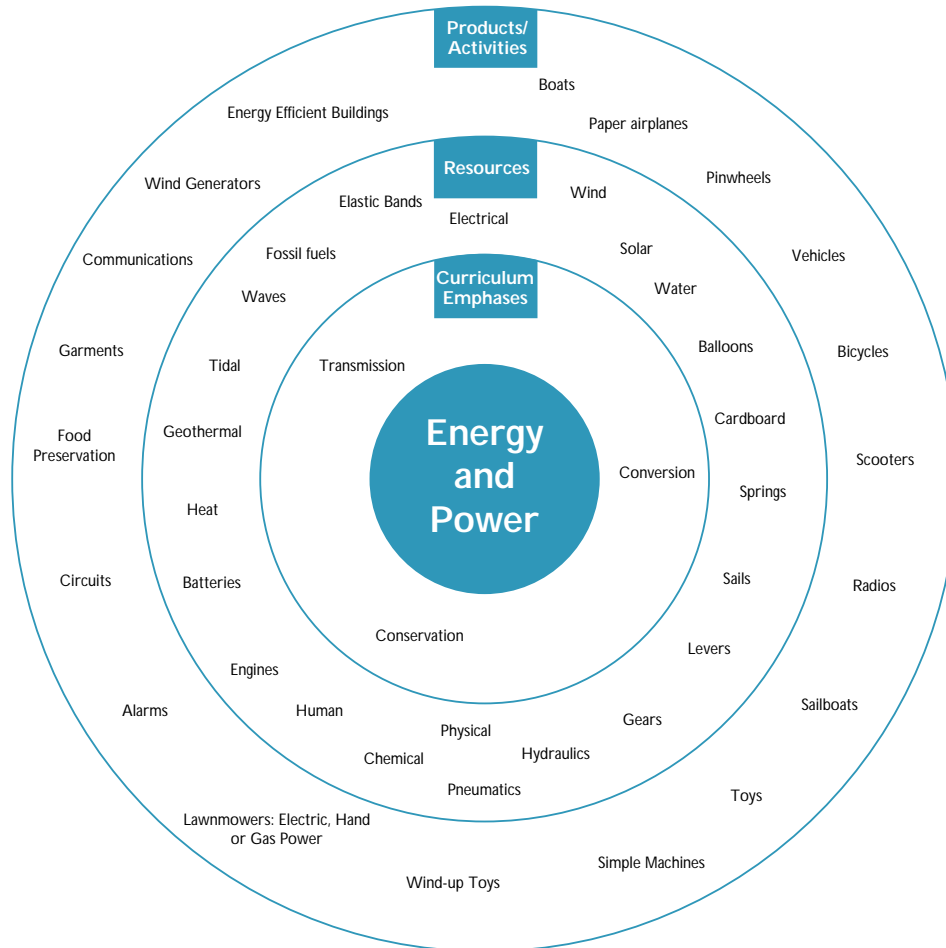 Products/
Activities
Boats
Energy Efficient Buildings
Paper airplanes
Wind Generators
Pinwheels
Communications
Vehicles
Garments
Bicycles
Food
Preservation
Scooters
Circuits
Radios
Alarms
Sailboats
Toys
Lawnmowers: Electric, Hand
or Gas Power
Simple Machines
Wind-up Toys
Resources
Wind
Elastic Bands
Electrical
Solar
Fossil fuels
Water
Waves
Balloons
Tidal
Cardboard
Geothermal
Springs
Heat
Sails
Batteries
Levers
Engines
Human
Gears
Physical
Hydraulics
Chemical
Pneumatics
Curriculum
Emphases
Transmission
Conversion
Conservation
Energy
and
Power